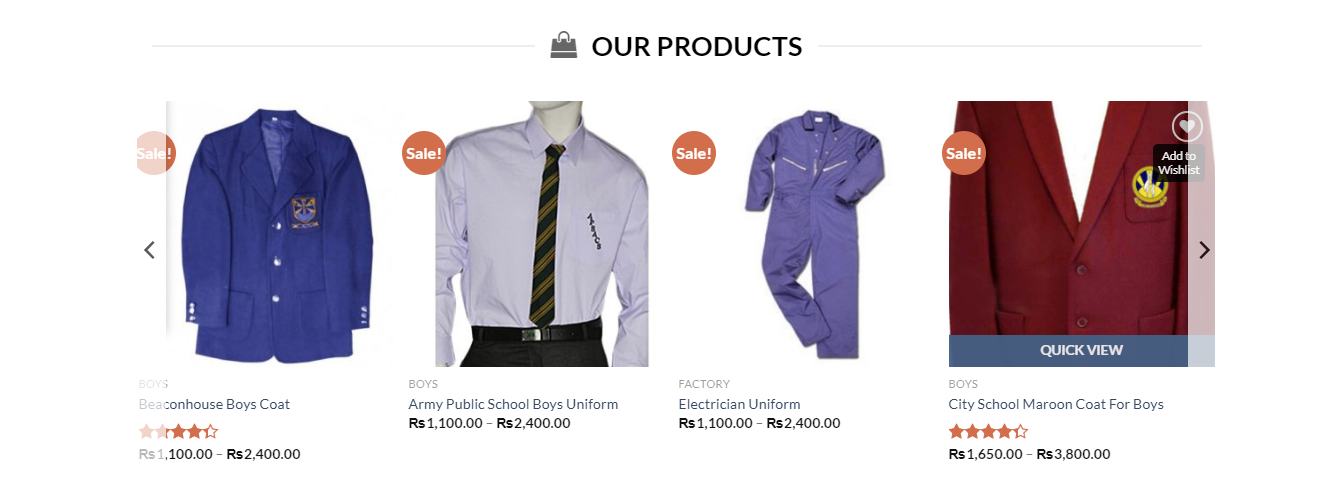 OUR PRODUCTS
Sale!
Sale!
Sale!
Sale!
Add to
Wishlist
QUICK VIEW
BOYS
Beaconhouse Boys Coat
₨1,100.00 – ₨2,400.00
BOYS
Army Public School Boys Uniform
₨1,100.00 – ₨2,400.00
FACTORY
Electrician Uniform
₨1,100.00 – ₨2,400.00
BOYS
City School Maroon Coat For Boys
₨1,650.00 – ₨3,800.00